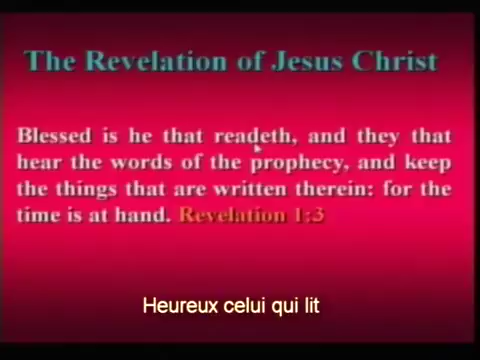 The Revelation of Jesus Christ
Blessed is he that readeth, and they that
hear the words of the prophecy, and keep
the things that are written therein: for the
time is at hand. Revelation 1:3
Heureux celui qui lit